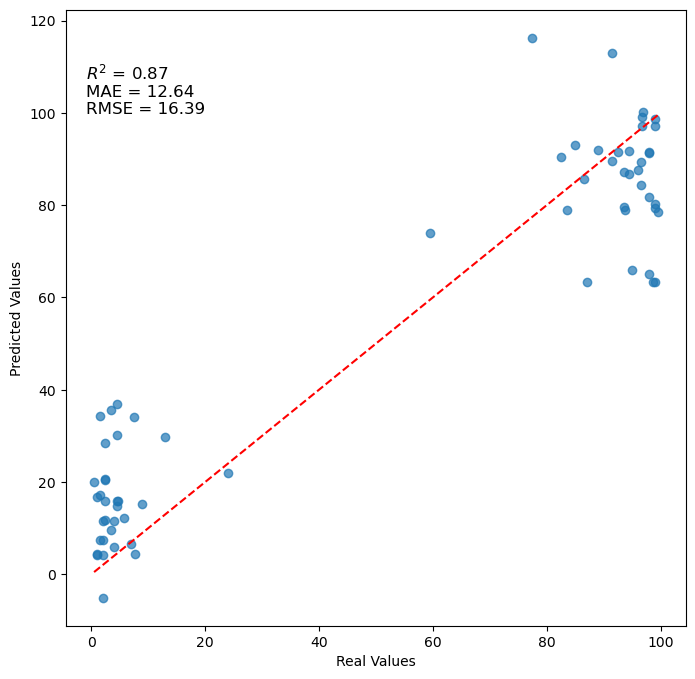 120
100
80
60
40
20
0
R² = 0.87
MAE = 12.64
RMSE = 16.39
Predicted Values
0 20 40 60 80 100
Real Values